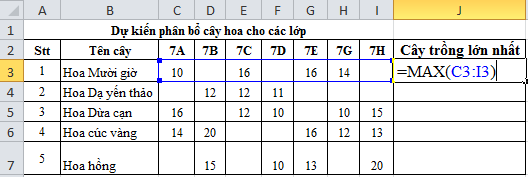 A B C D E F G H I J
1 Dự kiến phân bổ cây hoa cho các lớp
2 Stt Tên cây 7A 7B 7C 7D 7E 7G 7H Cây trồng lớn nhất
3 1 Hoa Mười giờ 10 16 16 14 =MAX(C3:I3)
4 2 Hoa Dạ yến thảo 12 12 11
5 3 Hoa Dừa cạn 16 12 10 10 15
6 4 Hoa cúc vàng 14 20 16 12 13
7 5 Hoa hồng 15 10 13 20